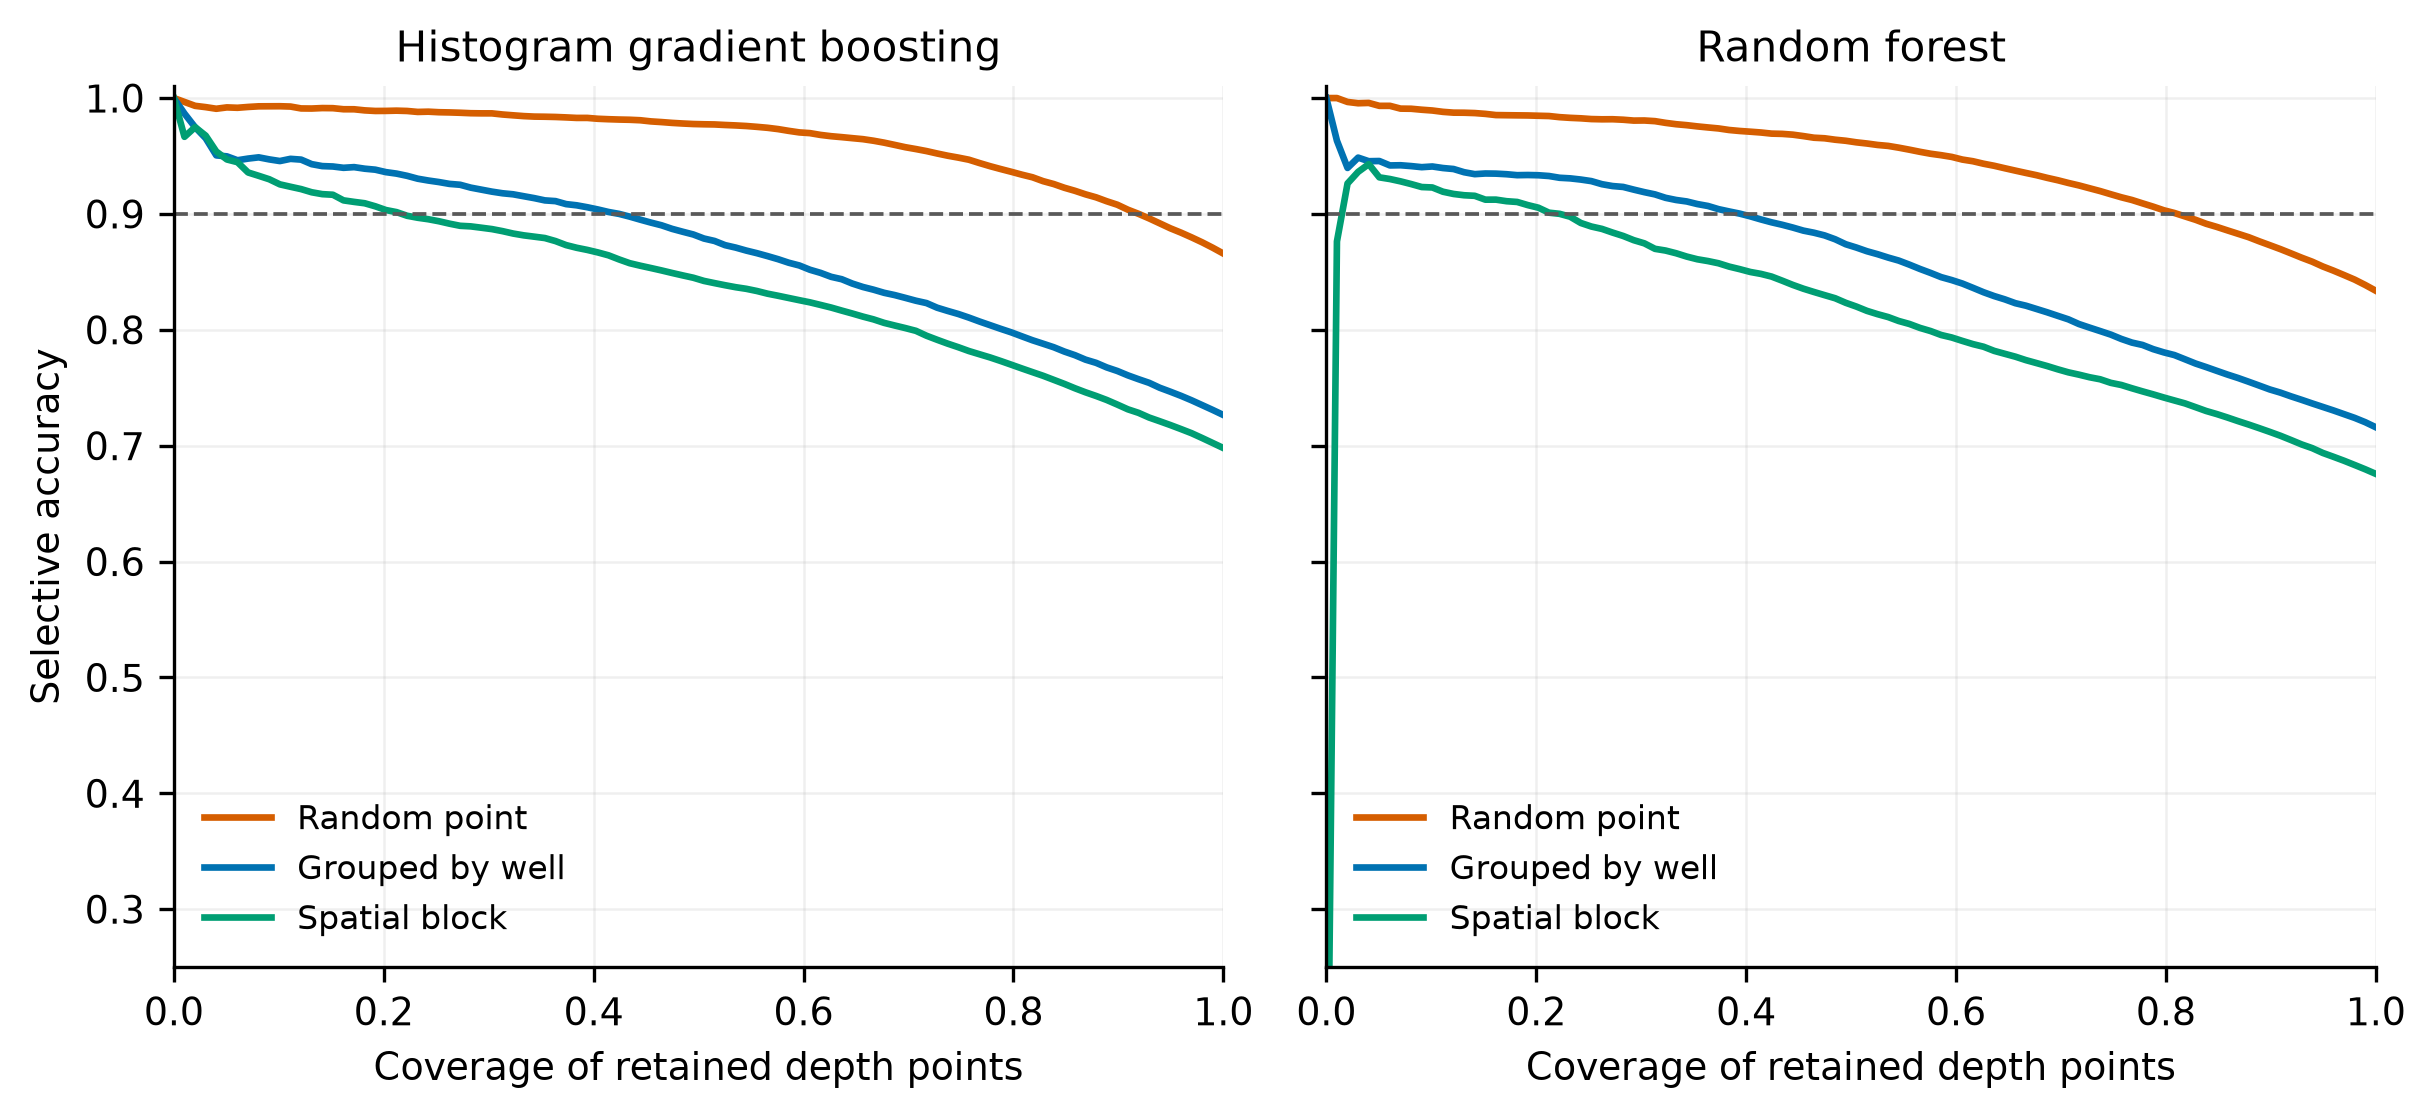 Histogram gradient boosting
Random forest
Selective accuracy
1.0
0.9
0.8
0.7
0.6
0.5
0.4
0.3
Random point
Grouped by well
Spatial block
0.0 0.2 0.4 0.6 0.8 1.0
Coverage of retained depth points
Random point
Grouped by well
Spatial block
0.0 0.2 0.4 0.6 0.8 1.0
Coverage of retained depth points